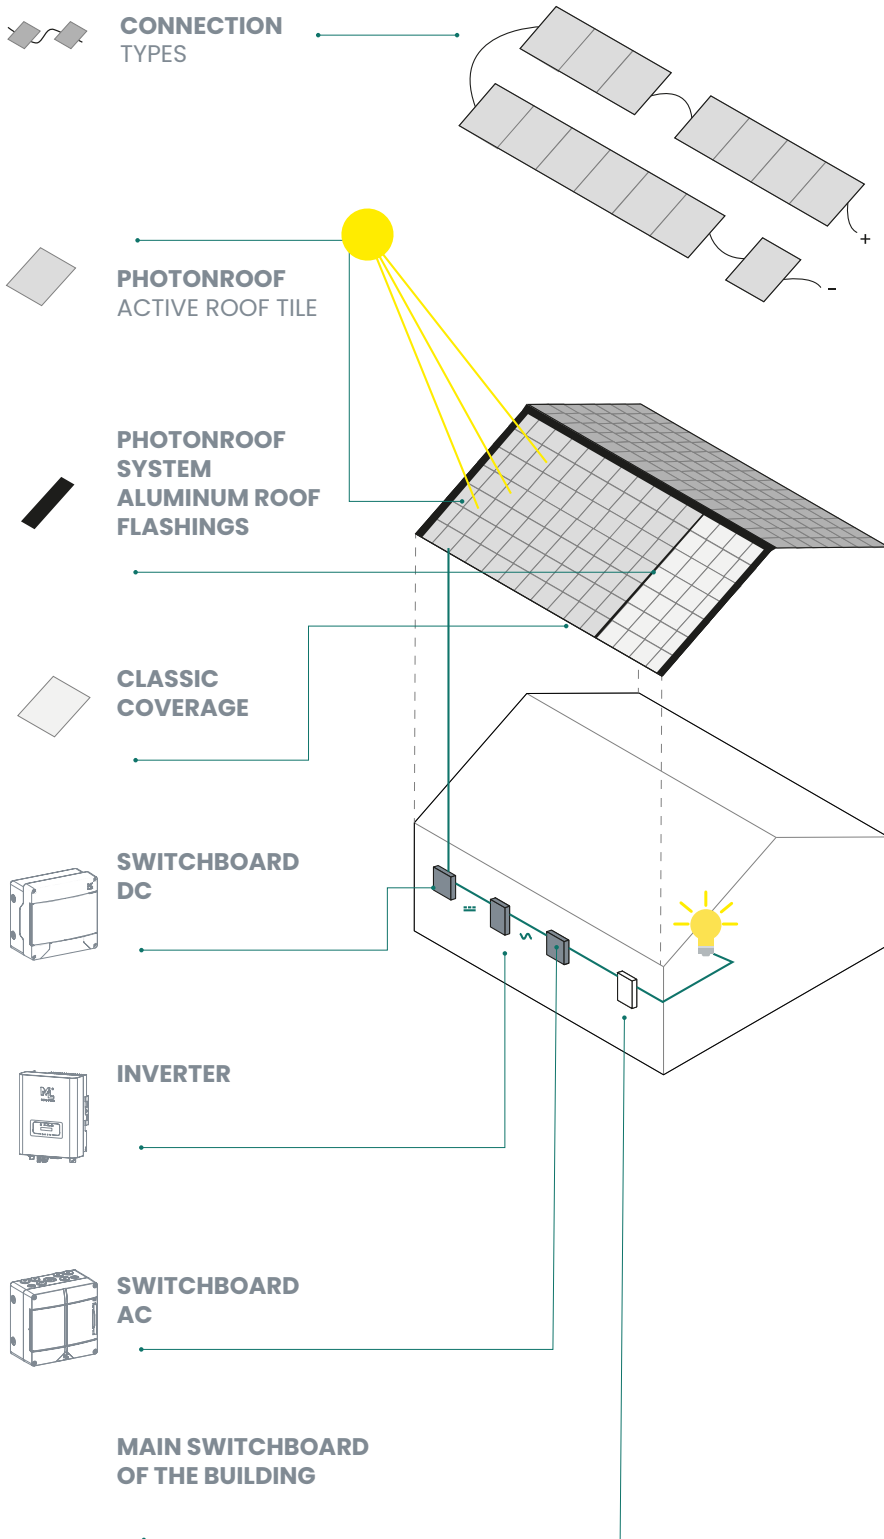 CONNECTION
TYPES
+
−
PHOTONROOF
ACTIVE ROOF TILE
PHOTONROOF
SYSTEM
ALUMINUM ROOF
FLASHINGS
CLASSIC
COVERAGE
SWITCHBOARD
DC
INVERTER
SWITCHBOARD
AC
MAIN SWITCHBOARD
OF THE BUILDING